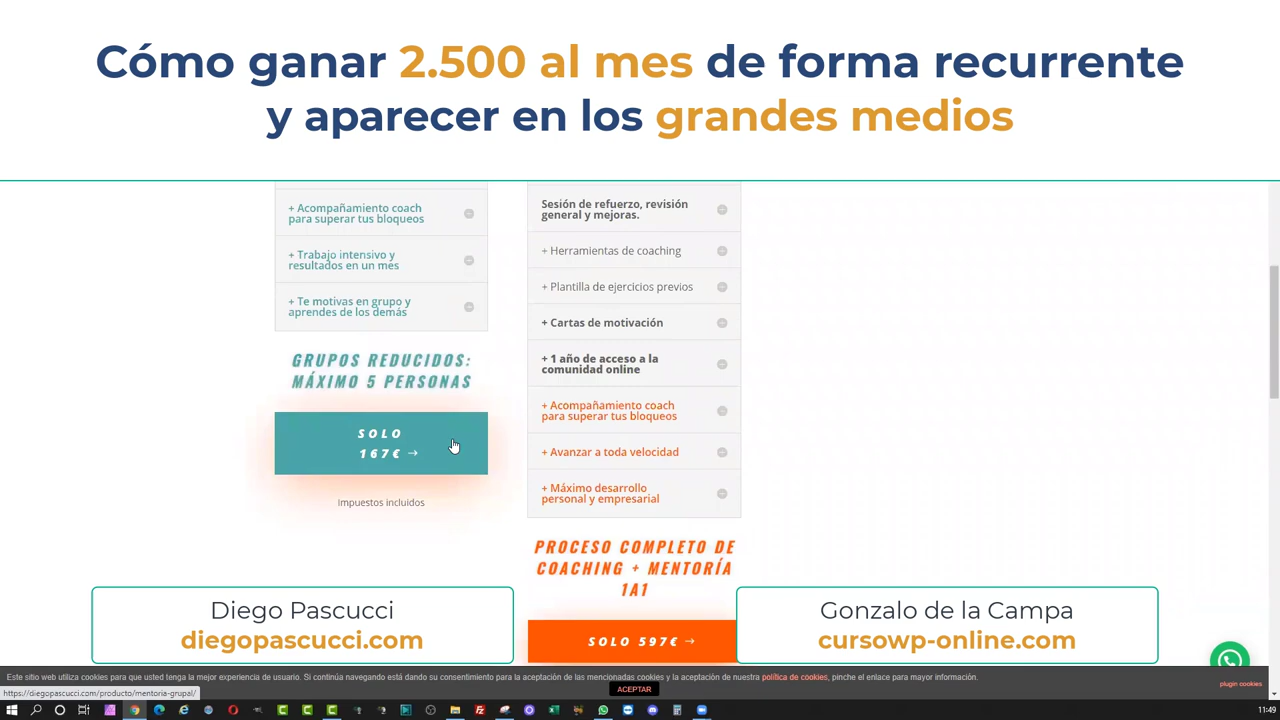 Cómo ganar 2.500 al mes de forma recurrente
y aparecer en los grandes medios
+ Acompañamiento coach
para superar tus bloqueos
+ Trabajo intensivo y
resultados en un mes
+ Te motivas en grupo y
aprendes de los demás
GRUPOS REDUCIDOS:
MÁXIMO 5 PERSONAS
SOLO
167€ →
Impuestos incluidos
Sesión de refuerzo, revisión
general y mejoras.
+ Herramientas de coaching
+ Plantilla de ejercicios previos
+ Cartas de motivación
+ 1 año de acceso a la
comunidad online
+ Acompañamiento coach
para superar tus bloqueos
+ Avanzar a toda velocidad
+ Máximo desarrollo
personal y empresarial
PROCESO COMPLETO DE
COACHING + MENTORÍA
1A1
SOLO 597€ →
Diego Pascucci
diegopascucci.com
Gonzalo de la Campa
cursowp-online.com
Este sitio web utiliza cookies para que usted tenga la mejor experiencia de usuario. Si continúa navegando está dando su consentimiento para la aceptación de las mencionadas cookies y la aceptación de nuestra política de cookies, pinche el enlace para mayor información.
ACEPTAR
plugin cookies
https://diegopascucci.com/producto/mentoria-grupal/
11:49